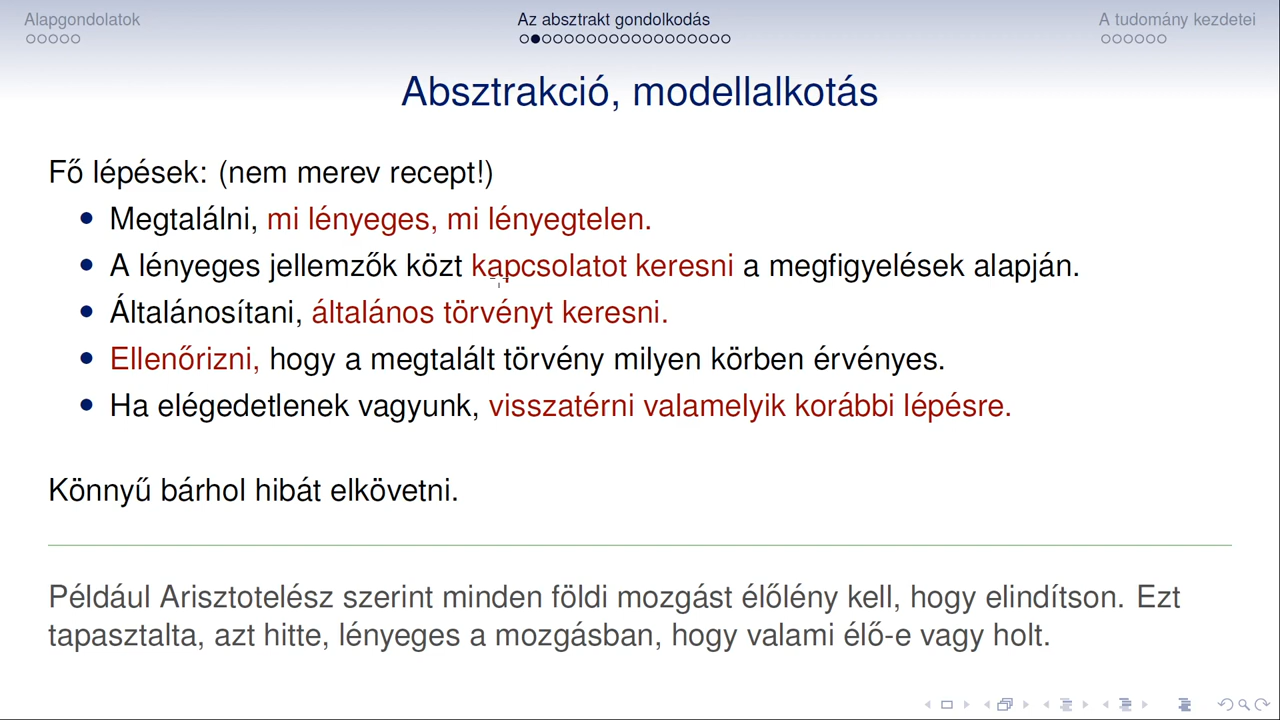 Alapgondolatok
Az absztrakt gondolkodás
A tudomány kezdetei
Absztrakció, modellalkotás
Fő lépések: (nem merev recept!)
Megtalálni, mi lényeges, mi lényegtelen.
A lényeges jellemzők közt kapcsolatot keresni a megfigyelések alapján.
Általánosítani, általános törvényt keresni.
Ellenőrizni, hogy a megtalált törvény milyen körben érvényes.
Ha elégedetlenek vagyunk, visszatérni valamelyik korábbi lépésre.
Könnyű bárhol hibát elkövetni.
Például Arisztotelész szerint minden földi mozgást élőlény kell, hogy elindítson. Ezt
tapasztalta, azt hitte, lényeges a mozgásban, hogy valami élő-e vagy holt.